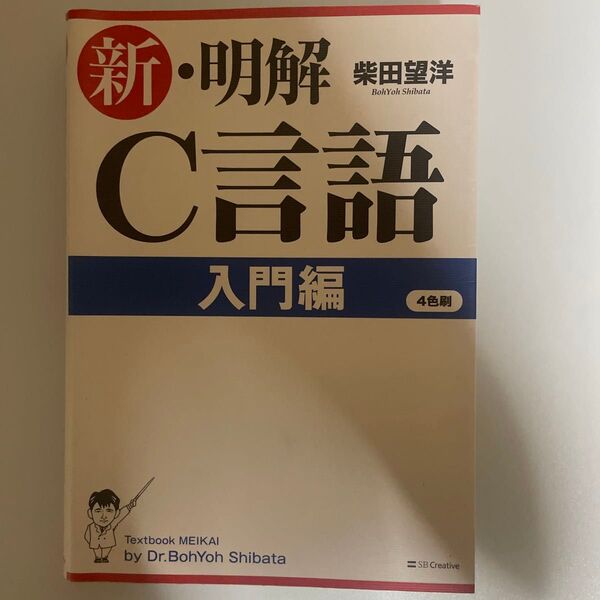 新・明解
柴田望洋
BohYoh Shibata
C言語
入門編
4色刷
Textbook MEIKAI
by Dr.BohYoh Shibata
SB Creative